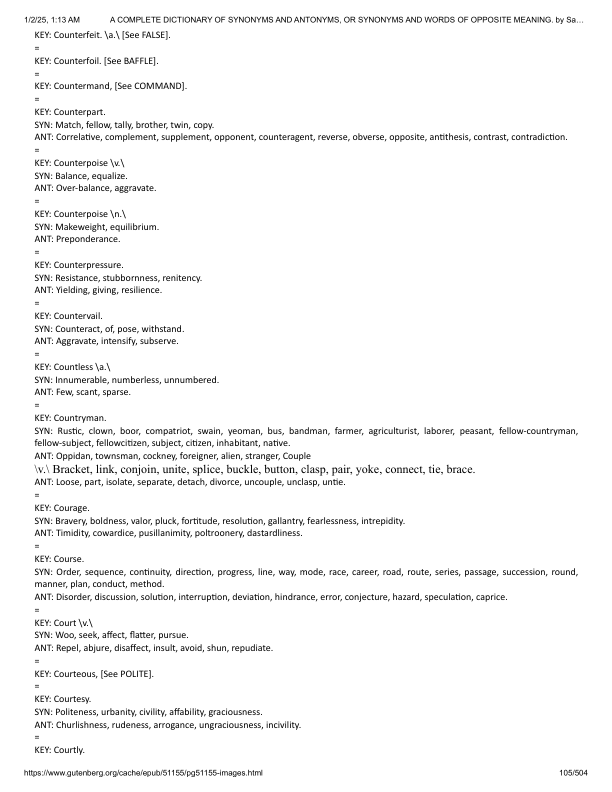 1/2/25, 1:13 AM A COMPLETE DICTIONARY OF SYNONYMS AND ANTONYMS, OR SYNONYMS AND WORDS OF OPPOSITE MEANING. by Sa…
KEY: Counterfeit. \a.\ [See FALSE].
=
KEY: Counterfoil. [See BAFFLE].
=
KEY: Countermand, [See COMMAND].
=
KEY: Counterpart.
SYN: Match, fellow, tally, brother, twin, copy.
ANT: Correlative, complement, supplement, opponent, counteragent, reverse, obverse, opposite, antithesis, contrast, contradiction.
=
KEY: Counterpoise \v.\
SYN: Balance, equalize.
ANT: Over-balance, aggravate.
=
KEY: Counterpoise \n.\
SYN: Makeweight, equilibrium.
ANT: Preponderance.
=
KEY: Counterpressure.
SYN: Resistance, stubbornness, renitency.
ANT: Yielding, giving, resilience.
=
KEY: Countervail.
SYN: Counteract, of, pose, withstand.
ANT: Aggravate, intensify, subserve.
=
KEY: Countless \a.\
SYN: Innumerable, numberless, unnumbered.
ANT: Few, scant, sparse.
=
KEY: Countryman.
SYN: Rustic, clown, boor, compatriot, swain, yeoman, bus, bandman, farmer, agriculturist, laborer, peasant, fellow-countryman,
fellow-subject, fellowcitizen, subject, citizen, inhabitant, native.
ANT: Oppidan, townsman, cockney, foreigner, alien, stranger, Couple
\v.\ Bracket, link, conjoin, unite, splice, buckle, button, clasp, pair, yoke, connect, tie, brace.
ANT: Loose, part, isolate, separate, detach, divorce, uncouple, unclasp, untie.
=
KEY: Courage.
SYN: Bravery, boldness, valor, pluck, fortitude, resolution, gallantry, fearlessness, intrepidity.
ANT: Timidity, cowardice, pusillanimity, poltroonery, dastardliness.
=
KEY: Course.
SYN: Order, sequence, continuity, direction, progress, line, way, mode, race, career, road, route, series, passage, succession, round,
manner, plan, conduct, method.
ANT: Disorder, discussion, solution, interruption, deviation, hindrance, error, conjecture, hazard, speculation, caprice.
=
KEY: Court \v.\
SYN: Woo, seek, affect, flatter, pursue.
ANT: Repel, abjure, disaffect, insult, avoid, shun, repudiate.
=
KEY: Courteous, [See POLITE].
=
KEY: Courtesy.
SYN: Politeness, urbanity, civility, affability, graciousness.
ANT: Churlishness, rudeness, arrogance, ungraciousness, incivility.
=
KEY: Courtly.
https://www.gutenberg.org/cache/epub/51155/pg51155-images.html 105/504